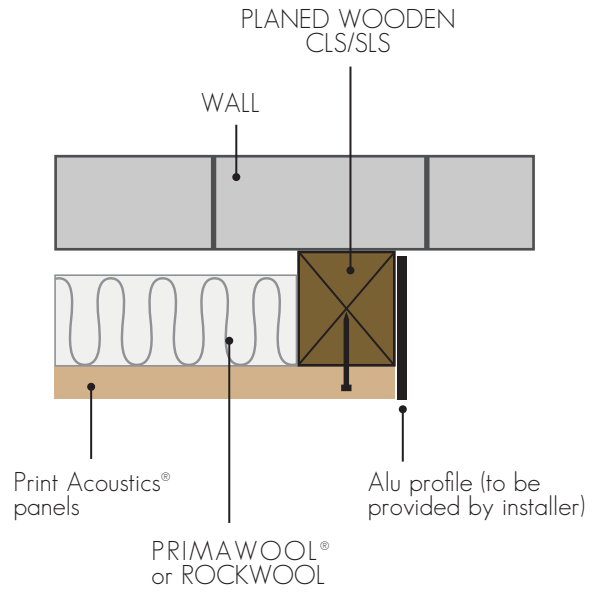 PLANED WOODEN
CLS/SLS
WALL
Print Acoustics®
panels
Alu profile (to be
provided by installer)
PRIMAWOOL®
or ROCKWOOL